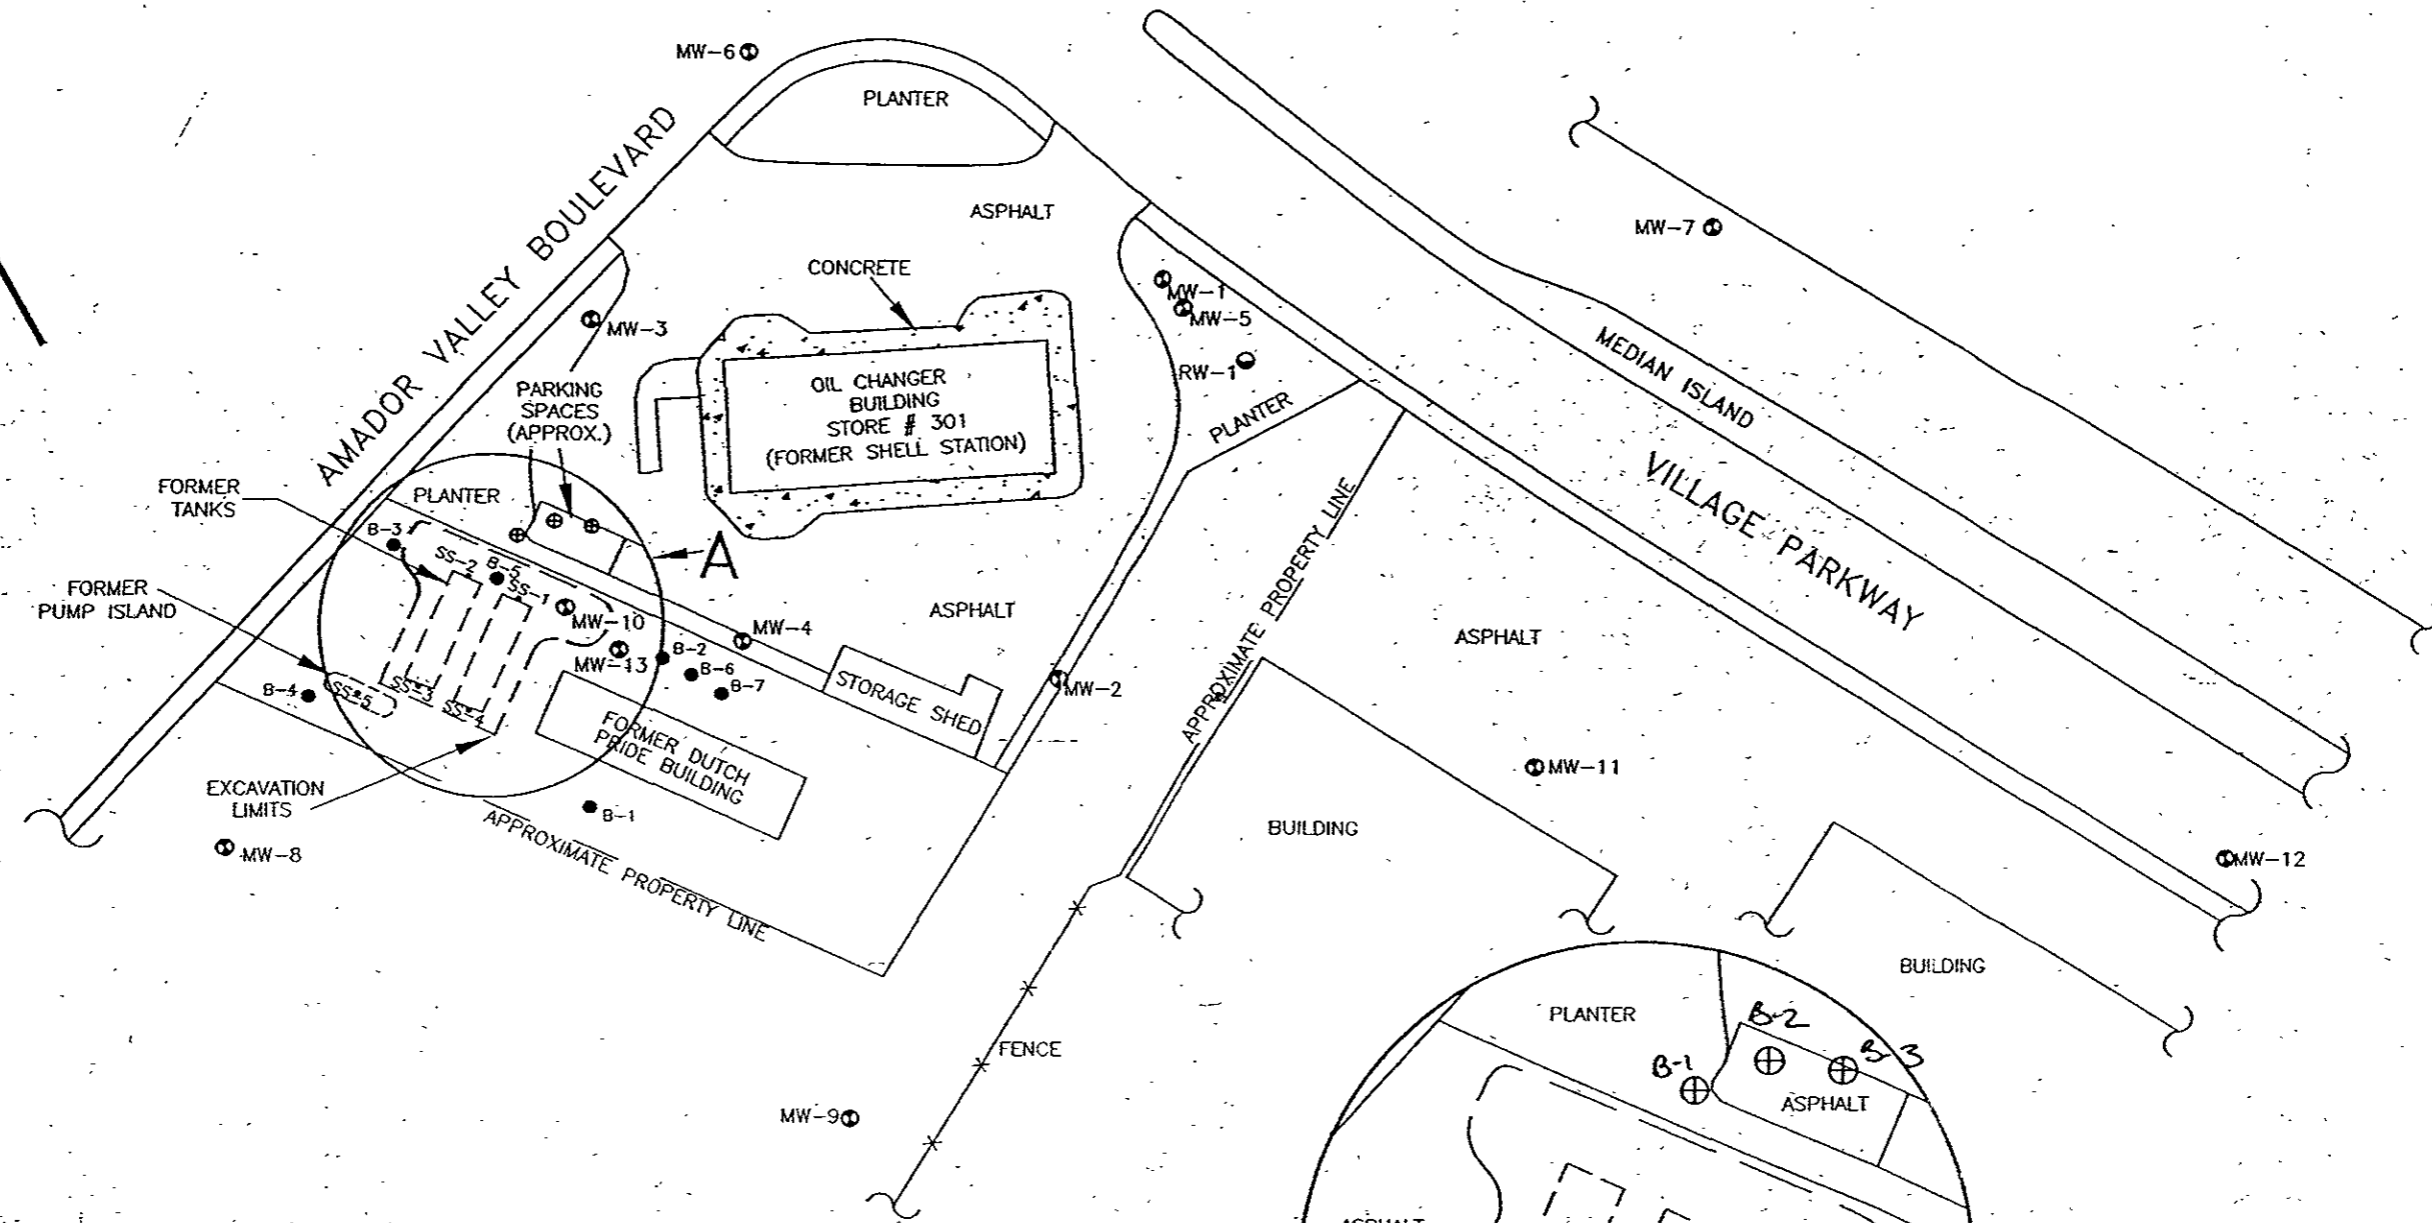 MW-6
PLANTER
AMADOR VALLEY BOULEVARD
ASPHALT
MW-7
CONCRETE
MW-1
MW-5
MW-3
RW-1
MEDIAN ISLAND
PARKING
SPACES
(APPROX.)
OIL CHANGER
BUILDING
STORE # 301
(FORMER SHELL STATION)
PLANTER
VILLAGE PARKWAY
FORMER
TANKS
PLANTER
B-3
SS-2
B-5
SS-1
A
APPROXIMATE PROPERTY LINE
FORMER
PUMP ISLAND
MW-10
MW-4
ASPHALT
ASPHALT
MW-13
B-2
B-6
B-7
B-4
SS-5
SS-3
SS-4
STORAGE SHED
MW-2
FORMER DUTCH
PRIDE BUILDING
MW-11
EXCAVATION
LIMITS
B-1
APPROXIMATE PROPERTY LINE
BUILDING
MW-8
MW-12
BUILDING
PLANTER
B-2
B-1
B-3
ASPHALT
FENCE
MW-9
ASPHALT